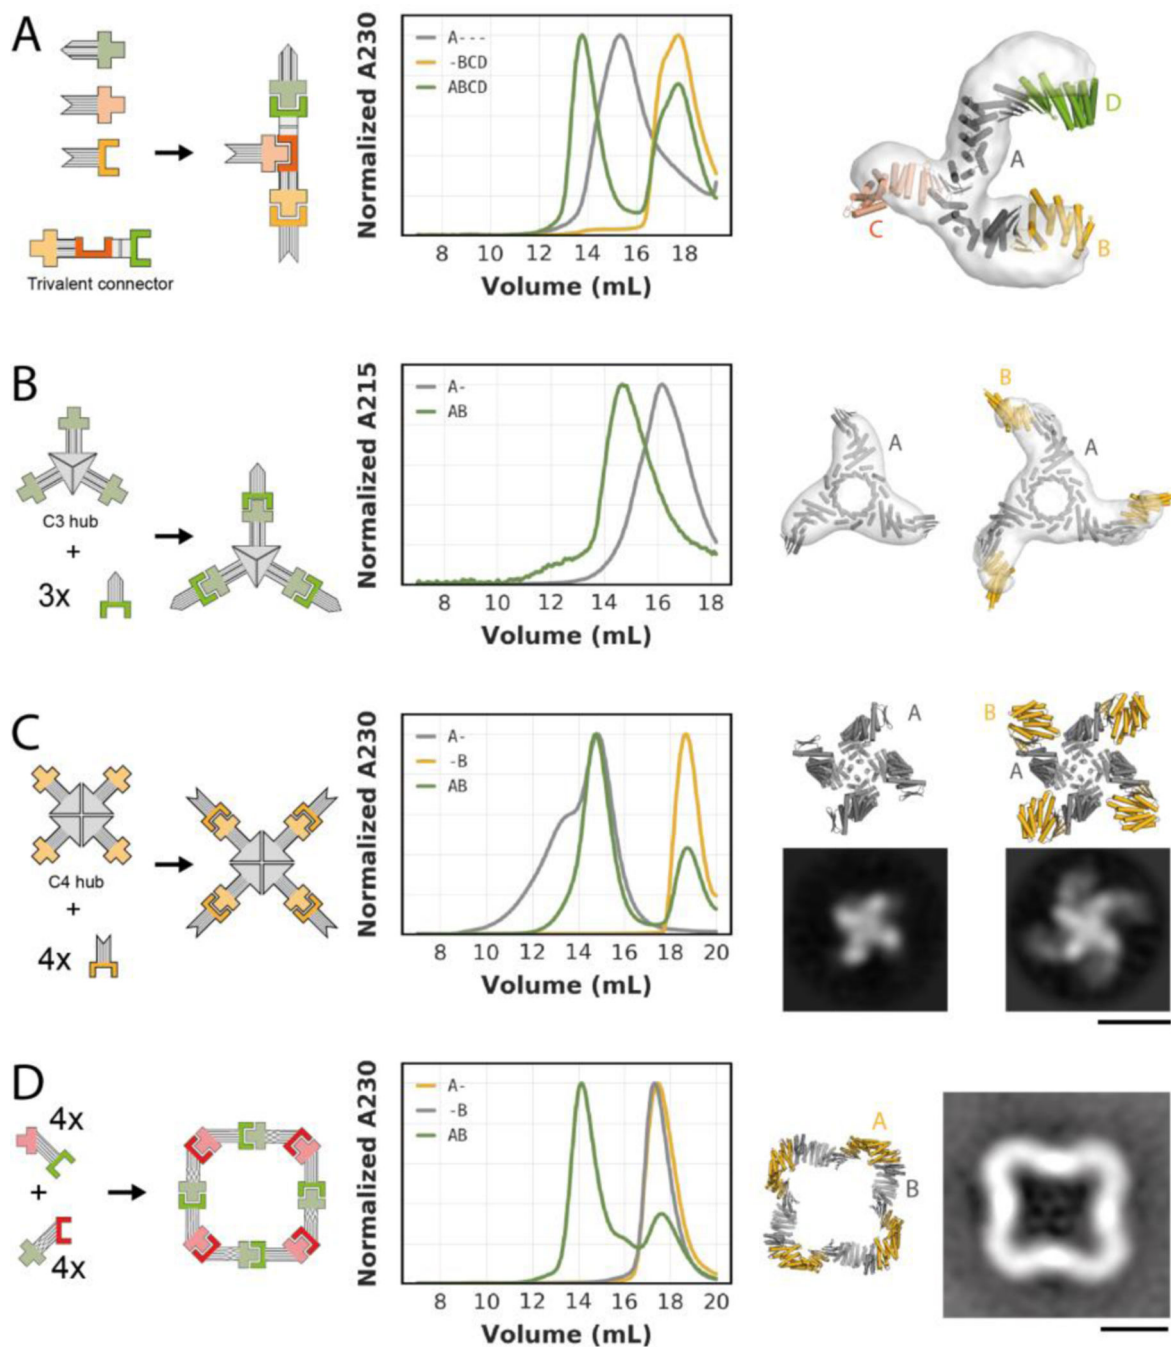 A
Trivalent connector
Normalized A230
A---
-BCD
ABCD
8 10 12 14 16 18
Volume (mL)
D
A
C
B
B
C3 hub
+
3x
Normalized A215
A-
AB
8 10 12 14 16 18
Volume (mL)
A
B
A
C
C4 hub
+
4x
Normalized A230
A-
-B
AB
8 10 12 14 16 18 20
Volume (mL)
A
B
A
D
4x
+
4x
Normalized A230
A-
-B
AB
8 10 12 14 16 18 20
Volume (mL)
A
B